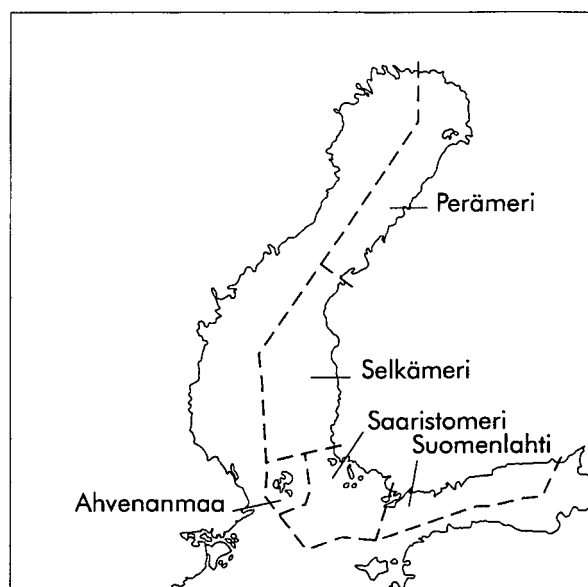 Perämeri
Selkämeri
Saaristomeri
Suomenlahti
Ahvenanmaa